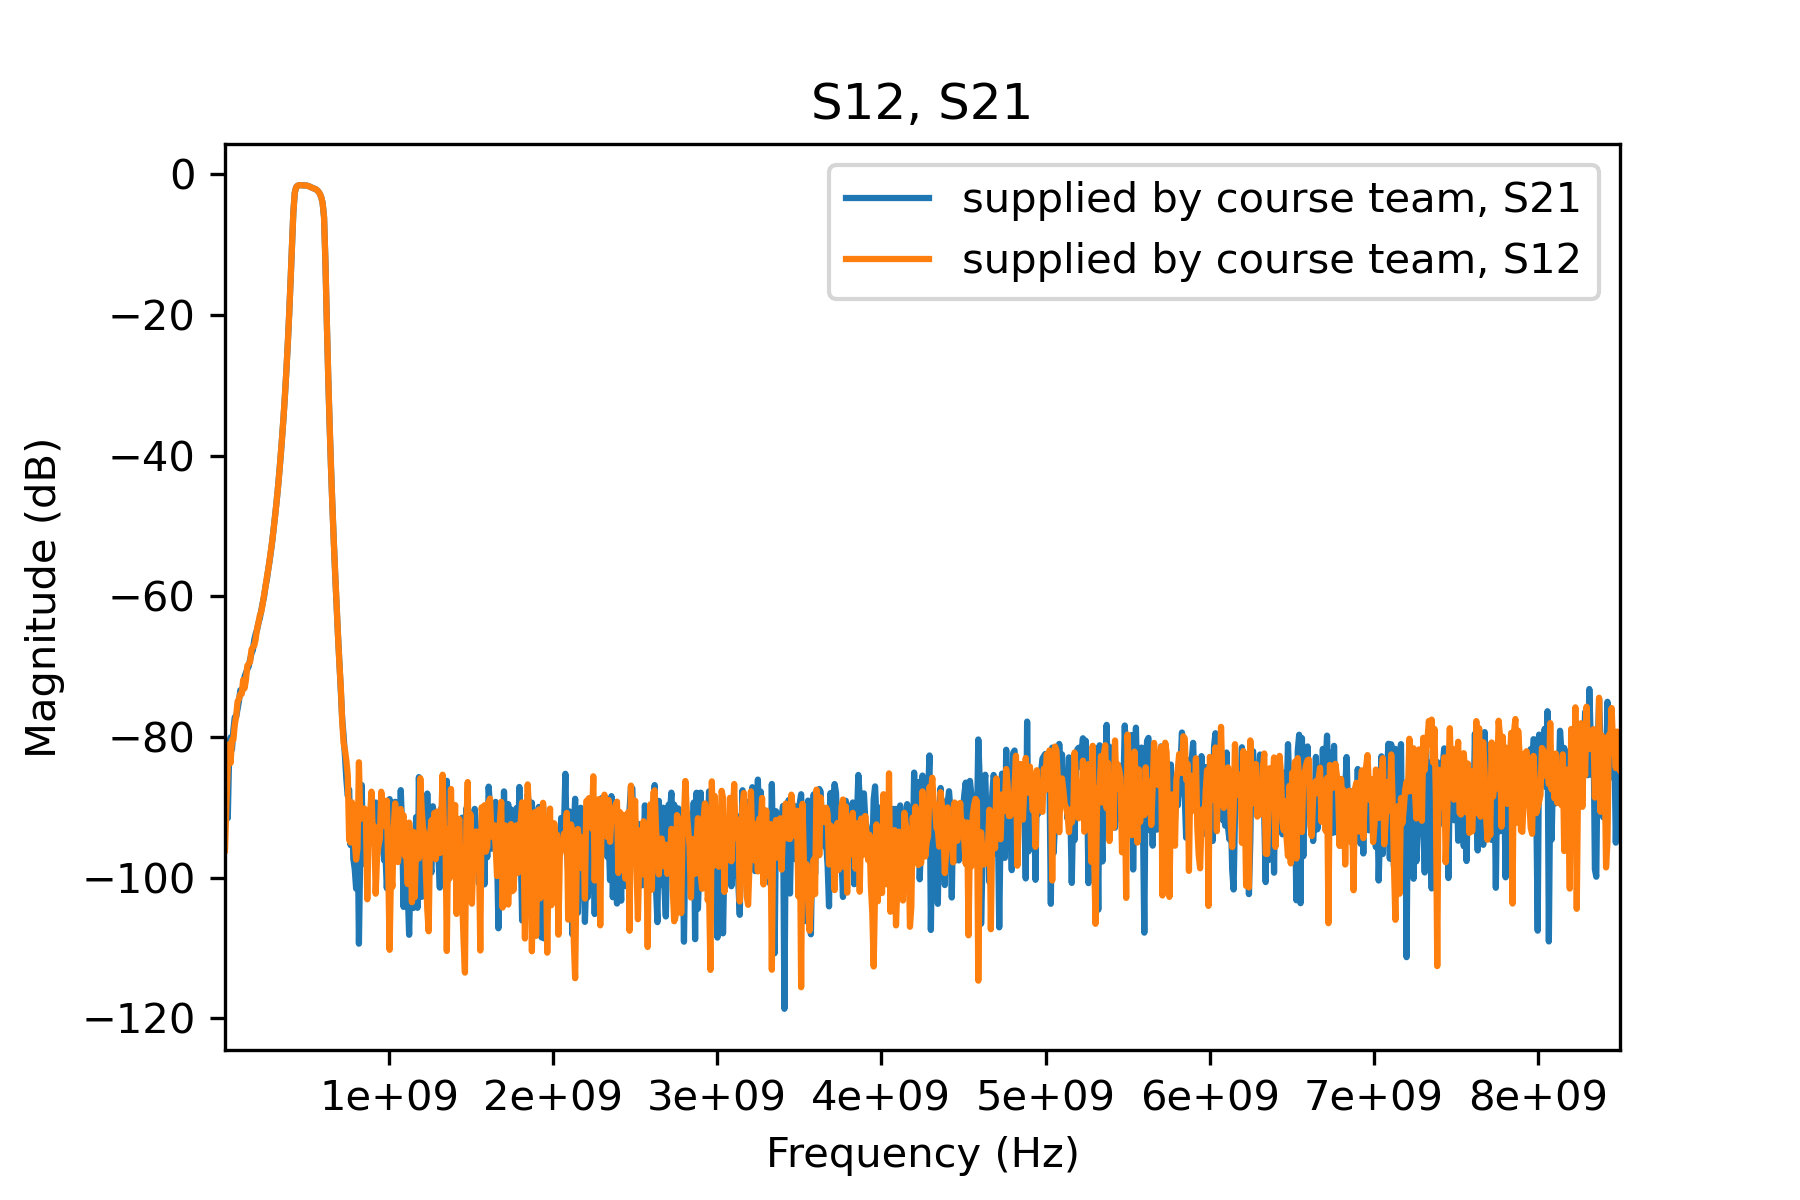 S12, S21
supplied by course team, S21
supplied by course team, S12
Magnitude (dB)
0
−20
−40
−60
−80
−100
−120
1e+09 2e+09 3e+09 4e+09 5e+09 6e+09 7e+09 8e+09
Frequency (Hz)